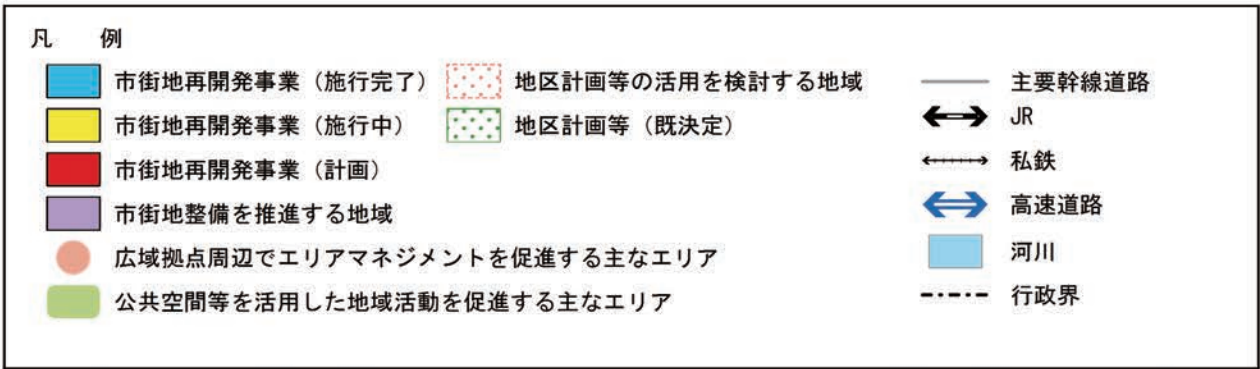 凡　例
市街地再開発事業（施行完了）
市街地再開発事業（施行中）
市街地再開発事業（計画）
市街地整備を推進する地域
広域拠点周辺でエリアマネジメントを促進する主なエリア
公共空間等を活用した地域活動を促進する主なエリア
地区計画等の活用を検討する地域
地区計画等（既決定）
主要幹線道路
JR
私鉄
高速道路
河川
行政界